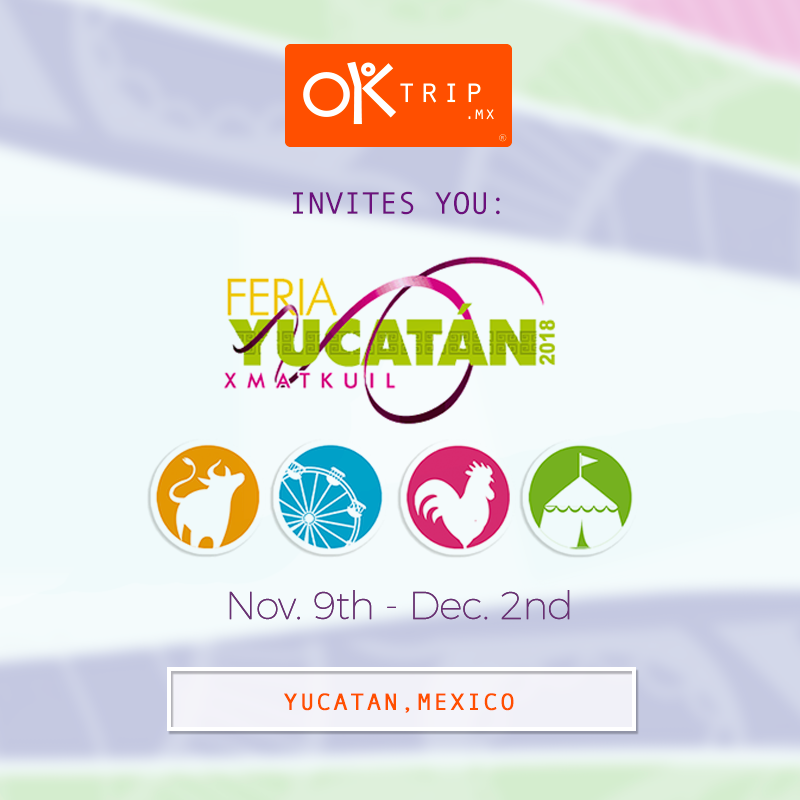 OK TRIP
.MX
®
INVITES YOU:
FERIA
YUCATÁN 2018
XMATKUIL
Nov. 9th - Dec. 2nd
YUCATAN,MEXICO